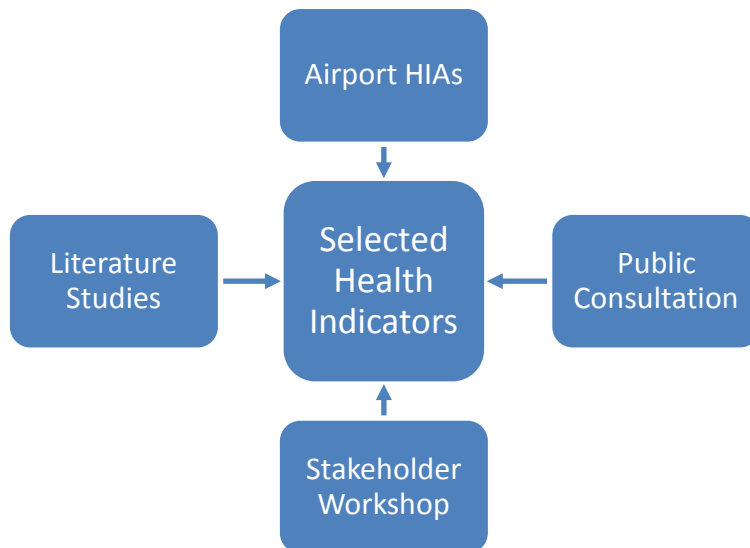 Airport HIAs
Literature
Studies
Selected
Health
Indicators
Public
Consultation
Stakeholder
Workshop